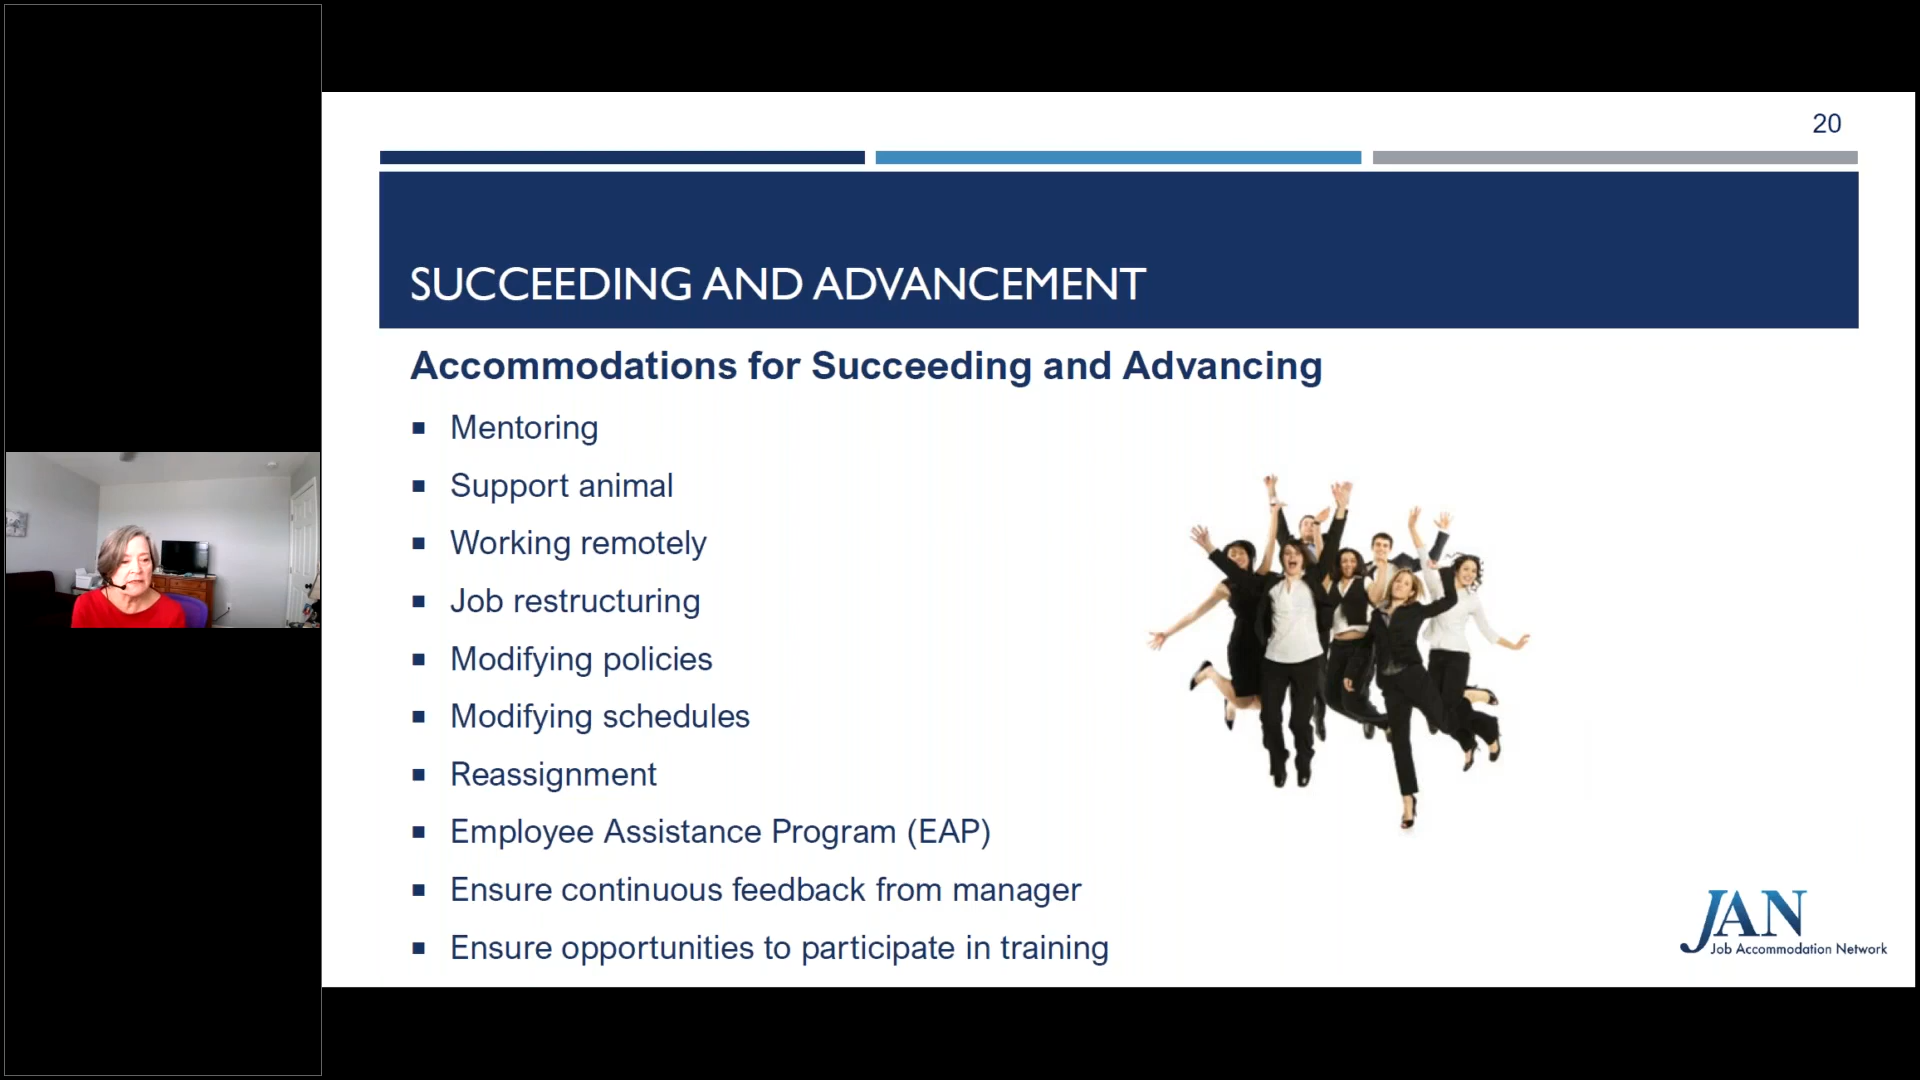 20
SUCCEEDING AND ADVANCEMENT
Accommodations for Succeeding and Advancing
▪ Mentoring
▪ Support animal
▪ Working remotely
▪ Job restructuring
▪ Modifying policies
▪ Modifying schedules
▪ Reassignment
▪ Employee Assistance Program (EAP)
▪ Ensure continuous feedback from manager
▪ Ensure opportunities to participate in training
JAN
Job Accommodation Network